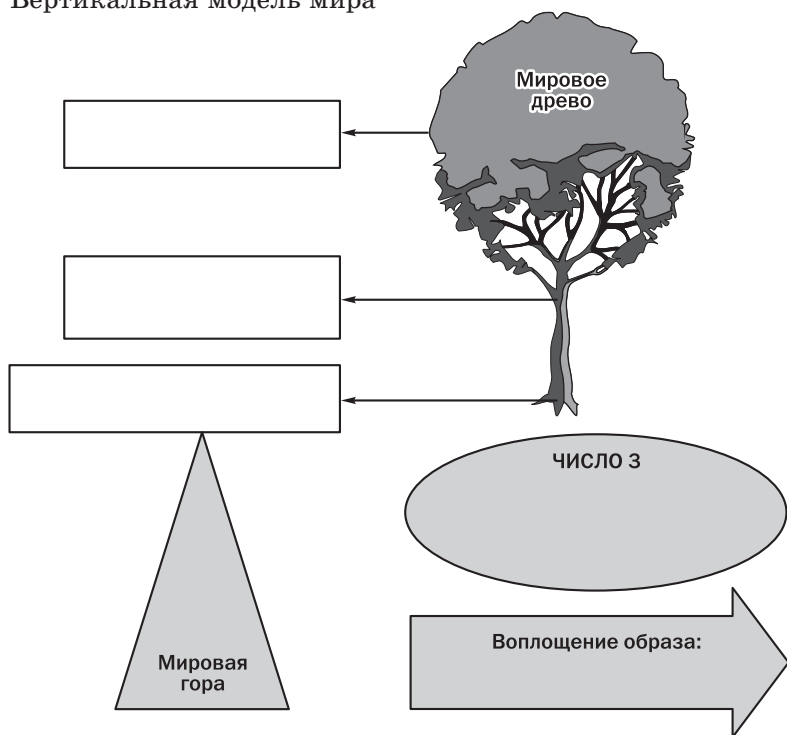 Вертикальная модель мира
Мировое
древо
ЧИСЛО 3
Воплощение образа:
Мировая
гора